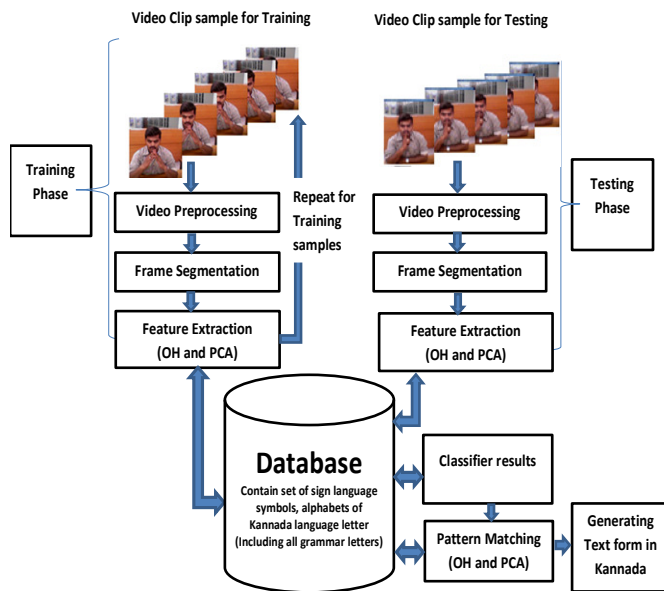 Video Clip sample for Training
Video Clip sample for Testing
Training
Phase
Video Preprocessing
Frame Segmentation
Feature Extraction
(OH and PCA)
Repeat for
Training
samples
Video Preprocessing
Frame Segmentation
Feature Extraction
(OH and PCA)
Testing
Phase
Database
Contain set of sign language
symbols, alphabets of
Kannada language letter
(Including all grammar letters)
Classifier results
Pattern Matching
(OH and PCA)
Generating
Text form in
Kannada